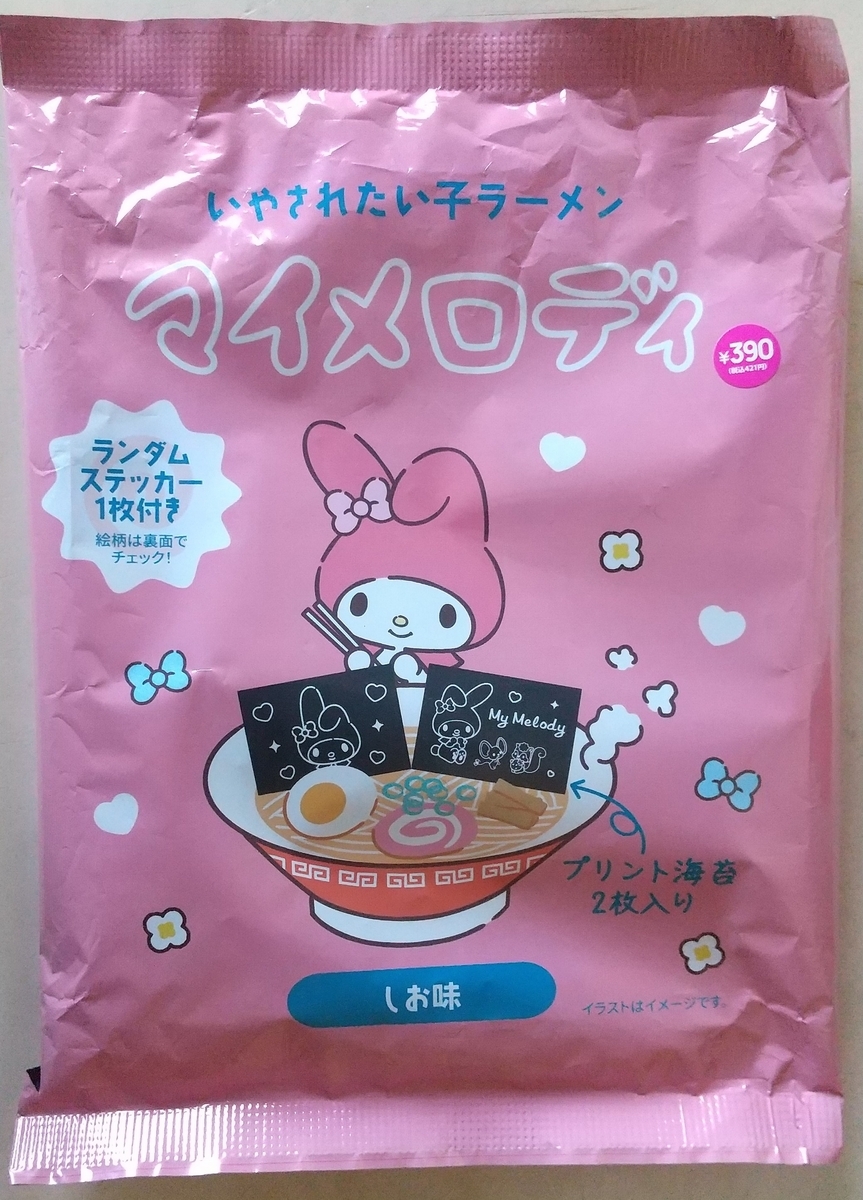 いやされたい子ラーメン
マイメロディ
¥390
(税込421円)
ランダム
ステッカー
1枚付き
絵柄は裏面で
チェック!
My Melody
プリント海苔
2枚入り
しお味
イラストはイメージです。